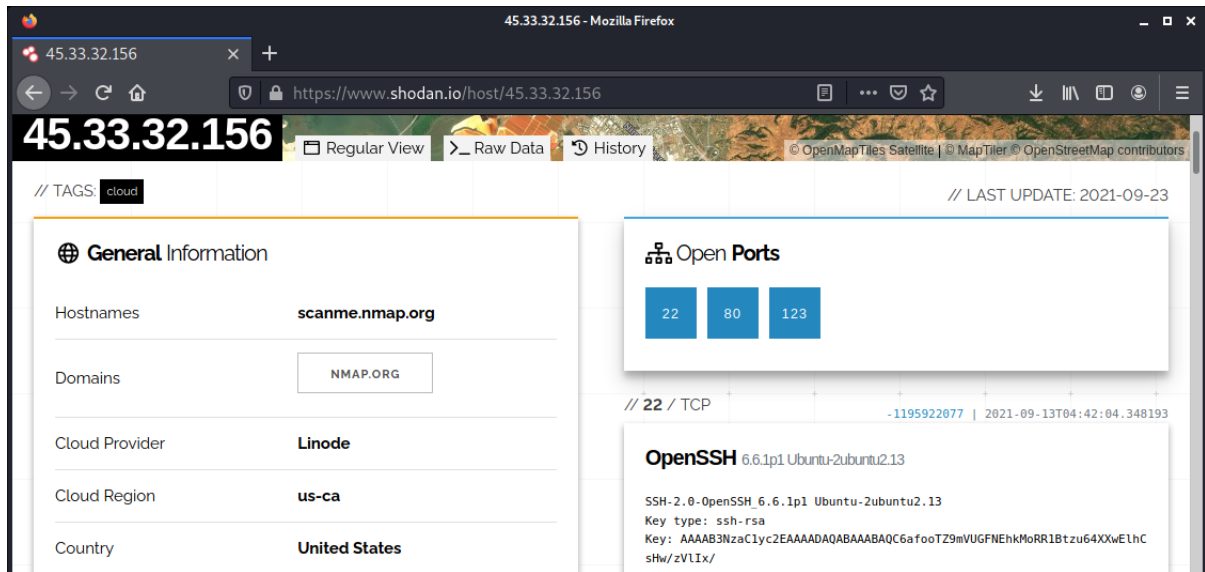 45.33.32.156 - Mozilla Firefox
45.33.32.156
https://www.shodan.io/host/45.33.32.156
45.33.32.156
Regular View
Raw Data
History
© OpenMapTiles Satellite | © MapTiler © OpenStreetMap contributors
// TAGS: cloud
// LAST UPDATE: 2021-09-23
General Information
Hostnames scanme.nmap.org
Domains NMAP.ORG
Cloud Provider Linode
Cloud Region us-ca
Country United States
Open Ports
22 80 123
// 22 / TCP
-1195922077 | 2021-09-13T04:42:04.348193
OpenSSH 6.6.1p1 Ubuntu-2ubuntu2.13
SSH-2.0-OpenSSH_6.6.1p1 Ubuntu-2ubuntu2.13
Key type: ssh-rsa
Key: AAAAB3NzaC1yc2EAAAADAQABAAABAQC6afooTZ9mVUGFNEhkMoRR1Btzu64XXwElhC
sHw/zVlIx/